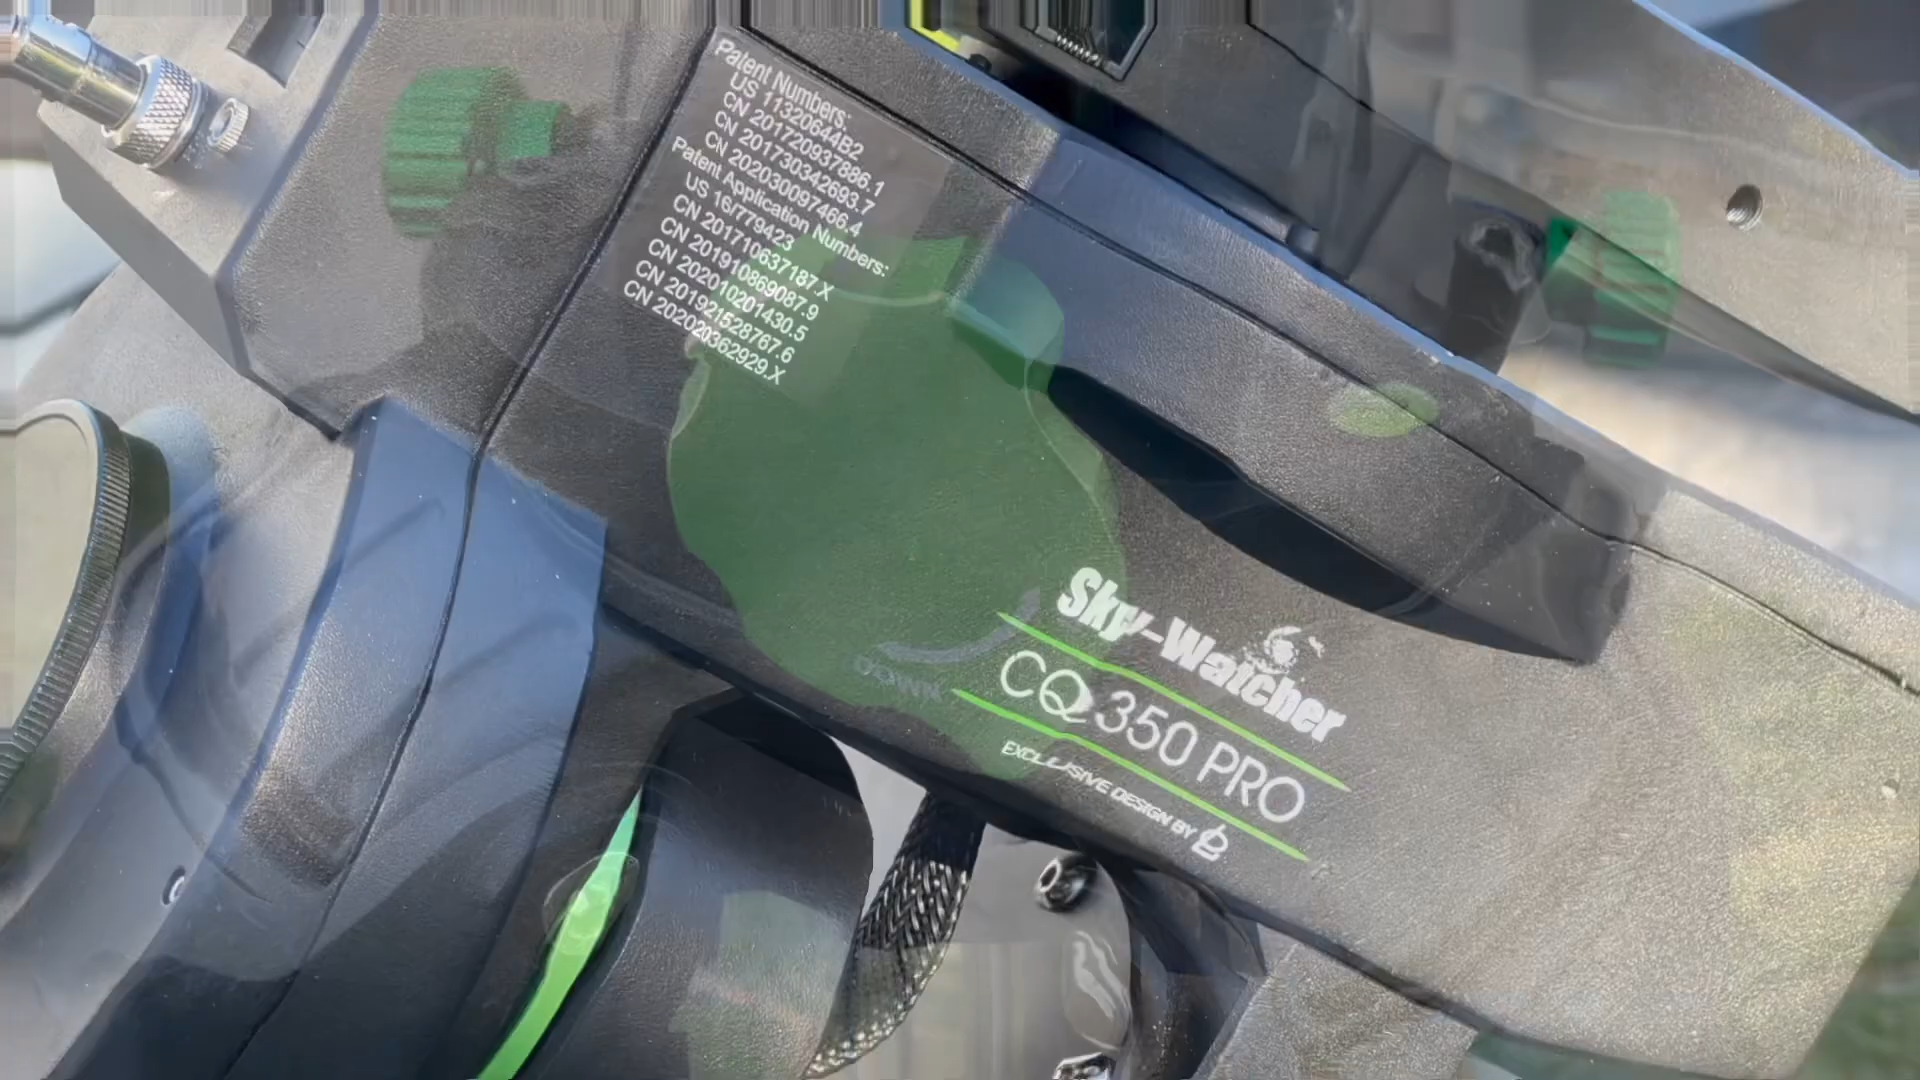 Patent Numbers:
US 11320644B2
CN 201720937886.1
CN 201730342693.7
CN 202030097466.4
Patent Application Numbers:
US 16/779423
CN 201710637187.X
CN 201910869087.9
CN 202010201430.5
CN 201921528767.6
CN 202020362929.X
Sky-Watcher
CQ 350 PRO
EXCLUSIVE DESIGN BY
DOWN